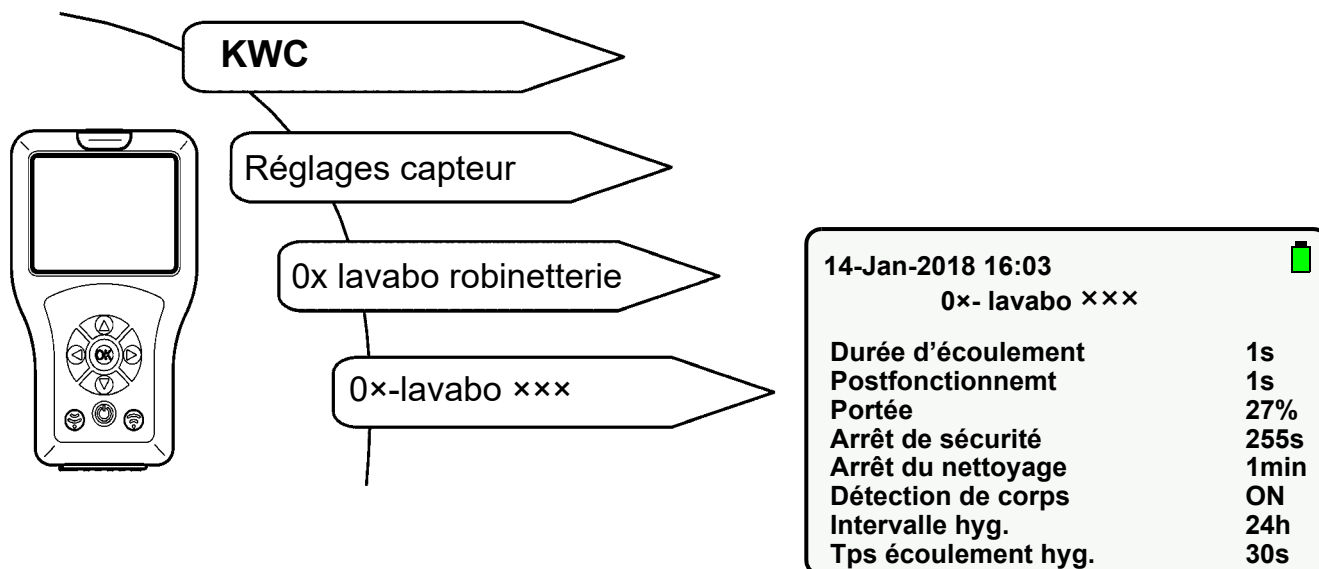 KWC
Réglages capteur
0x lavabo robinetterie
0×-lavabo ×××
OK
14-Jan-2018 16:03
0×- lavabo ×××
Durée d'écoulement 1s
Postfonctionnemt 1s
Portée 27%
Arrêt de sécurité 255s
Arrêt du nettoyage 1min
Détection de corps ON
Intervalle hyg. 24h
Tps écoulement hyg. 30s